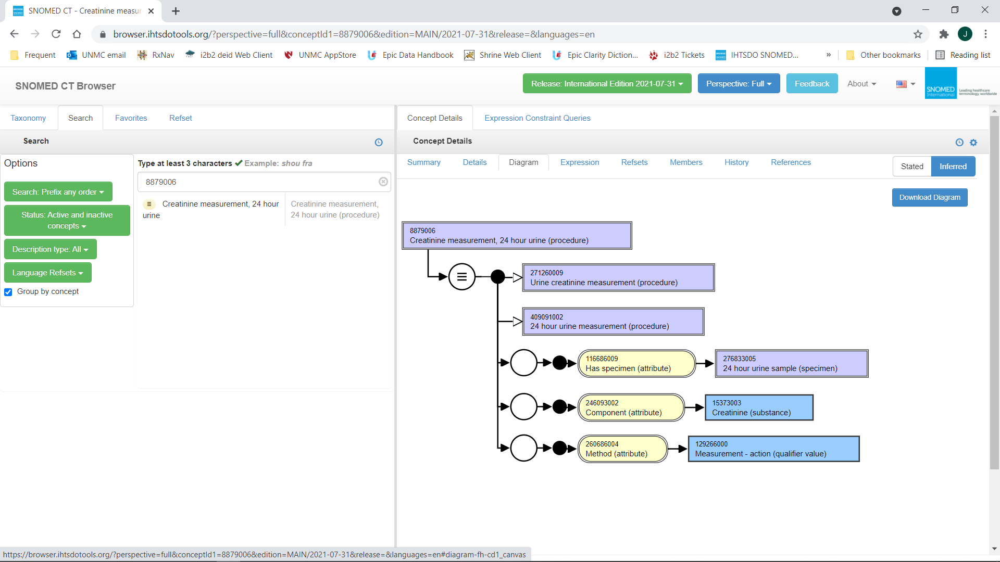 SNOMED CT - Creatinine measur
browser.ihtsdotools.org/?perspective=full&conceptId1=8879006&edition=MAIN/2021-07-31&release=&languages=en
J
Frequent
UNMC email
RxNav
i2b2 deid Web Client
UNMC AppStore
Epic Data Handbook
Shrine Web Client
Epic Clarity Diction...
i2b2 Tickets
IHTSDO SNOMED...
»
Other bookmarks
Reading list
SNOMED CT Browser
Release: International Edition 2021-07-31
Perspective: Full
Feedback
About
SNOMED
International
Leading healthcare
terminology, worldwide
Taxonomy
Search
Favorites
Refset
Concept Details
Expression Constraint Queries
Search
Concept Details
Options
Search: Prefix any order
Status: Active and inactive
concepts
Description type: All
Language Refsets
Group by concept
Type at least 3 characters ✔ Example: shou fra
8879006
Creatinine measurement, 24 hour
urine
Creatinine measurement,
24 hour urine (procedure)
Summary
Details
Diagram
Expression
Refsets
Members
History
References
Stated
Inferred
Download Diagram
8879006
Creatinine measurement, 24 hour urine (procedure)
271260009
Urine creatinine measurement (procedure)
409091002
24 hour urine measurement (procedure)
116686009
Has specimen (attribute)
276833005
24 hour urine sample (specimen)
246093002
Component (attribute)
15373003
Creatinine (substance)
260686004
Method (attribute)
129266000
Measurement - action (qualifier value)
https://browser.ihtsdotools.org/?perspective=full&conceptId1=8879006&edition=MAIN/2021-07-31&release=&languages=en#diagram-fh-cd1_canvas